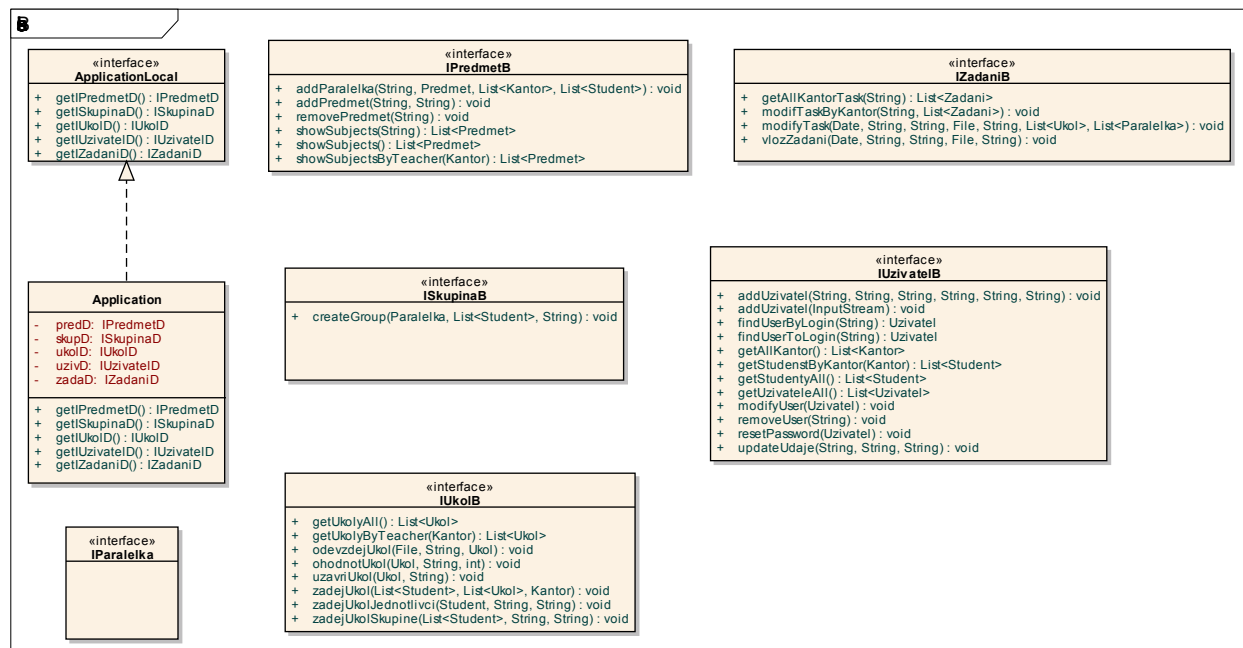 «interface»
ApplicationLocal
+ getIPredmetD() : IPredmetD
+ getISkupinaD() : ISkupinaD
+ getIUkolD() : IUkolD
+ getIUzivatelD() : IUzivatelD
+ getIZadaniD() : IZadaniD
«interface»
IPredmetB
+ addParalelka(String, Predmet, List<Kantor>, List<Student>) : void
+ addPredmet(String, String) : void
+ removePredmet(String) : void
+ showSubjects(String) : List<Predmet>
+ showSubjects() : List<Predmet>
+ showSubjectsByTeacher(Kantor) : List<Predmet>
«interface»
IZadaniB
+ getAllKantorTask(String) : List<Zadani>
+ modifTaskByKantor(String, List<Zadani>) : void
+ modifyTask(Date, String, String, File, String, List<Ukol>, List<Paralelka>) : void
+ vlozZadani(Date, String, String, File, String) : void
Application
- predD: IPredmetD
- skupD: ISkupinaD
- ukolD: IUkolD
- uzivD: IUzivatelD
- zadaD: IZadaniD
+ getIPredmetD() : IPredmetD
+ getISkupinaD() : ISkupinaD
+ getIUkolD() : IUkolD
+ getIUzivatelD() : IUzivatelD
+ getIZadaniD() : IZadaniD
«interface»
ISkupinaB
+ createGroup(Paralelka, List<Student>, String) : void
«interface»
IUzivatelB
+ addUzivatel(String, String, String, String, String, String) : void
+ addUzivatel(InputStream) : void
+ findUserByLogin(String) : Uzivatel
+ findUserToLogin(String) : Uzivatel
+ getAllKantor() : List<Kantor>
+ getStudenstByKantor(Kantor) : List<Student>
+ getStudentyAll() : List<Student>
+ getUzivateleAll() : List<Uzivatel>
+ modifyUser(Uzivatel) : void
+ removeUser(String) : void
+ resetPassword(Uzivatel) : void
+ updateUdaje(String, String, String) : void
«interface»
IUkolB
+ getUkolyAll() : List<Ukol>
+ getUkolyByTeacher(Kantor) : List<Ukol>
+ odevzdejUkol(File, String, Ukol) : void
+ ohodnotUkol(Ukol, String, int) : void
+ uzavriUkol(Ukol, String) : void
+ zadejUkol(List<Student>, List<Ukol>, Kantor) : void
+ zadejUkolJednotlivci(Student, String, String) : void
+ zadejUkolSkupine(List<Student>, String, String) : void
«interface»
IParalelka